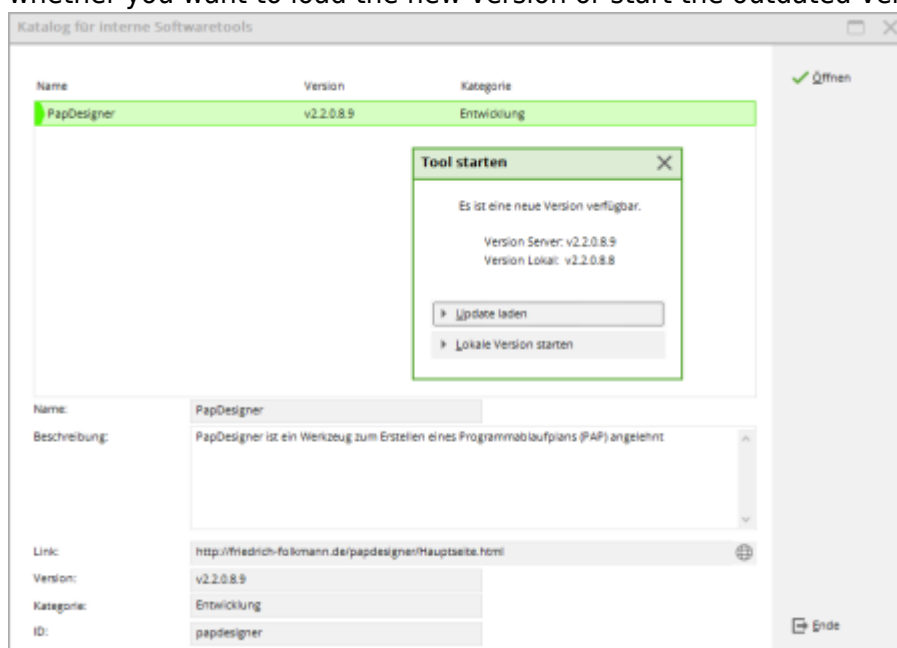 whether you want to load the new version or start the outdated ver
Katalog für interne Softwaretools
Öffnen
Name Version Kategorie
PapDesigner v2.2.0.8.9 Entwicklung
Tool starten
Es ist eine neue Version verfügbar.
Version Server: v2.2.0.8.9
Version Lokal: v2.2.0.8.8
Update laden
Lokale Version starten
Name: PapDesigner
Beschreibung: PapDesigner ist ein Werkzeug zum Erstellen eines Programmablaufplans (PAP) angelehnt
Link: http://friedrich-folkmann.de/papdesigner/Hauptseite.html
Version: v2.2.0.8.9
Kategorie: Entwicklung
ID: papdesigner
Ende